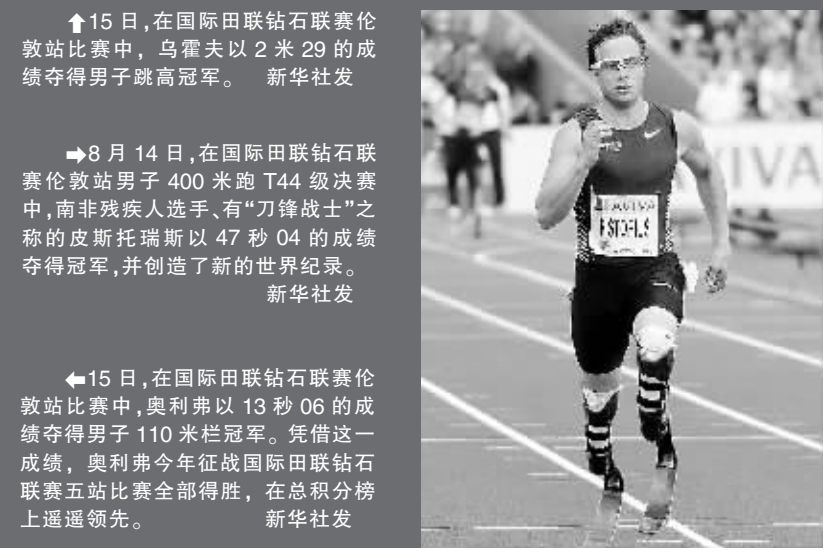 ⬆15 日,在国际田联钻石联赛伦
敦站比赛中，乌霍夫以 2 米 29 的成
绩夺得男子跳高冠军。 新华社发
➡8 月 14 日,在国际田联钻石联
赛伦敦站男子 400 米跑 T44 级决赛
中,南非残疾人选手、有“刀锋战士”之
称的皮斯托瑞斯以 47 秒 04 的成绩
夺得冠军,并创造了新的世界纪录。
新华社发
⬅15 日,在国际田联钻石联赛伦
敦站比赛中,奥利弗以 13 秒 06 的成
绩夺得男子 110 米栏冠军。凭借这一
成绩，奥利弗今年征战国际田联钻石
联赛五站比赛全部得胜，在总积分榜
上遥遥领先。 新华社发
VIVA